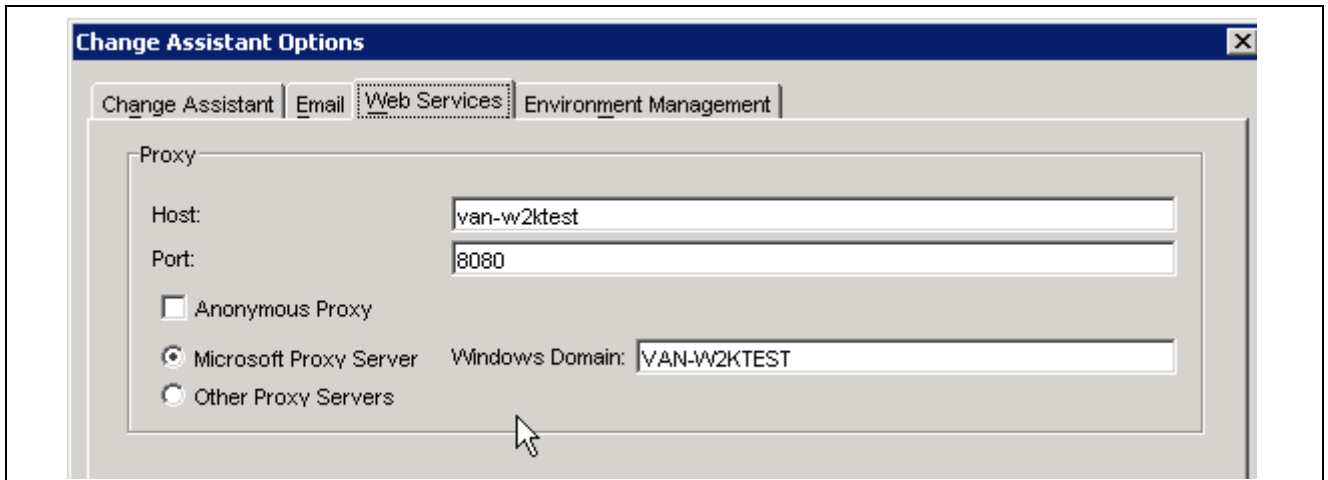 Change Assistant Options
Change Assistant Email Web Services Environment Management
Proxy
Host: van-w2ktest
Port: 8080
Anonymous Proxy
Microsoft Proxy Server Windows Domain: VAN-W2KTEST
Other Proxy Servers